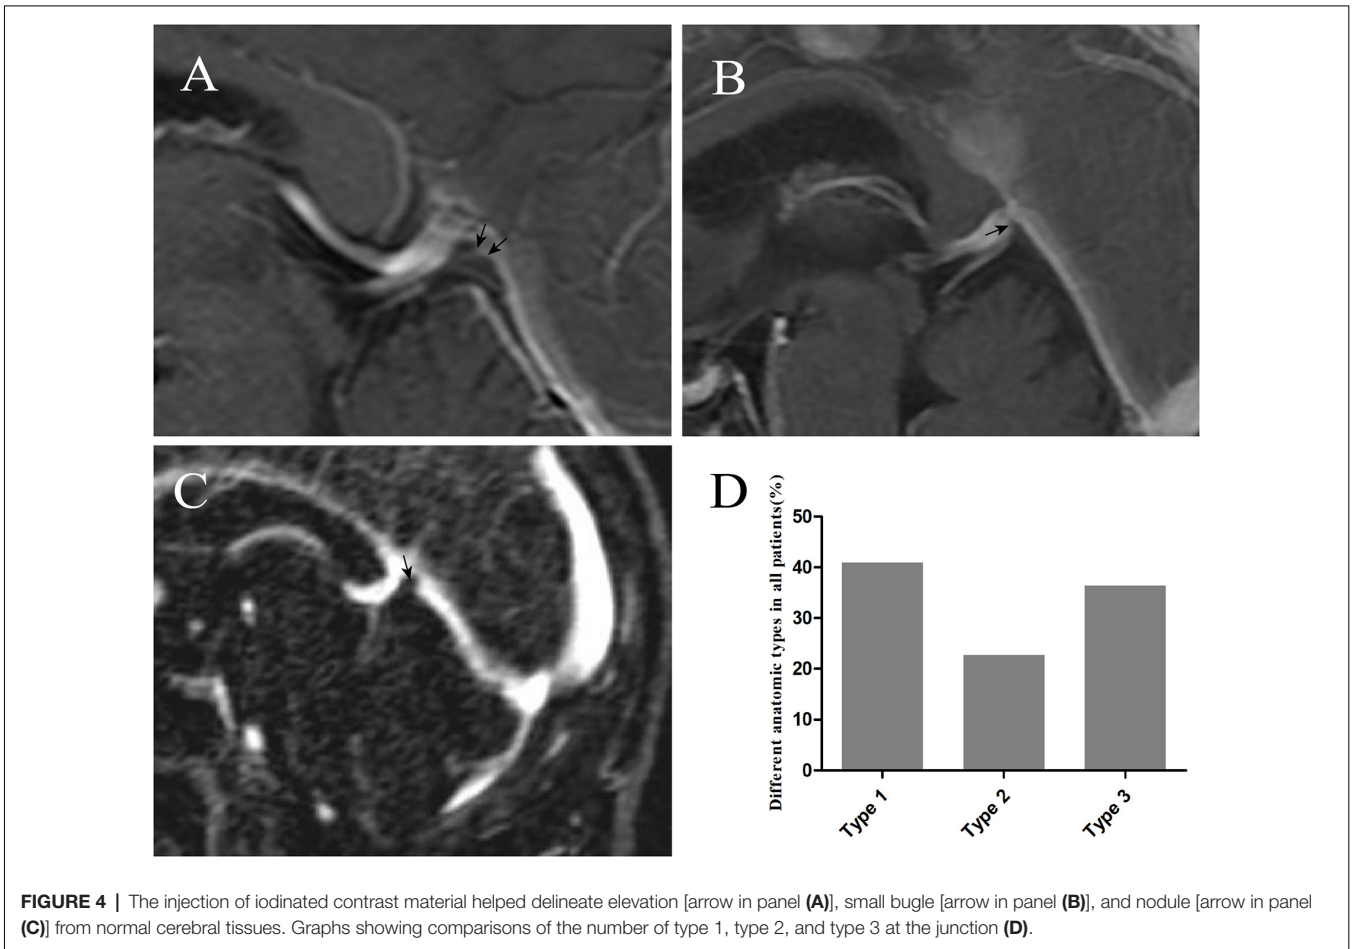 A
B
C
D
Different anatomic types in all patients(%)
50
40
30
20
10
0
Type 1
Type 2
Type 3
FIGURE 4 | The injection of iodinated contrast material helped delineate elevation [arrow in panel (A)], small bugle [arrow in panel (B)], and nodule [arrow in panel
(C)] from normal cerebral tissues. Graphs showing comparisons of the number of type 1, type 2, and type 3 at the junction (D).